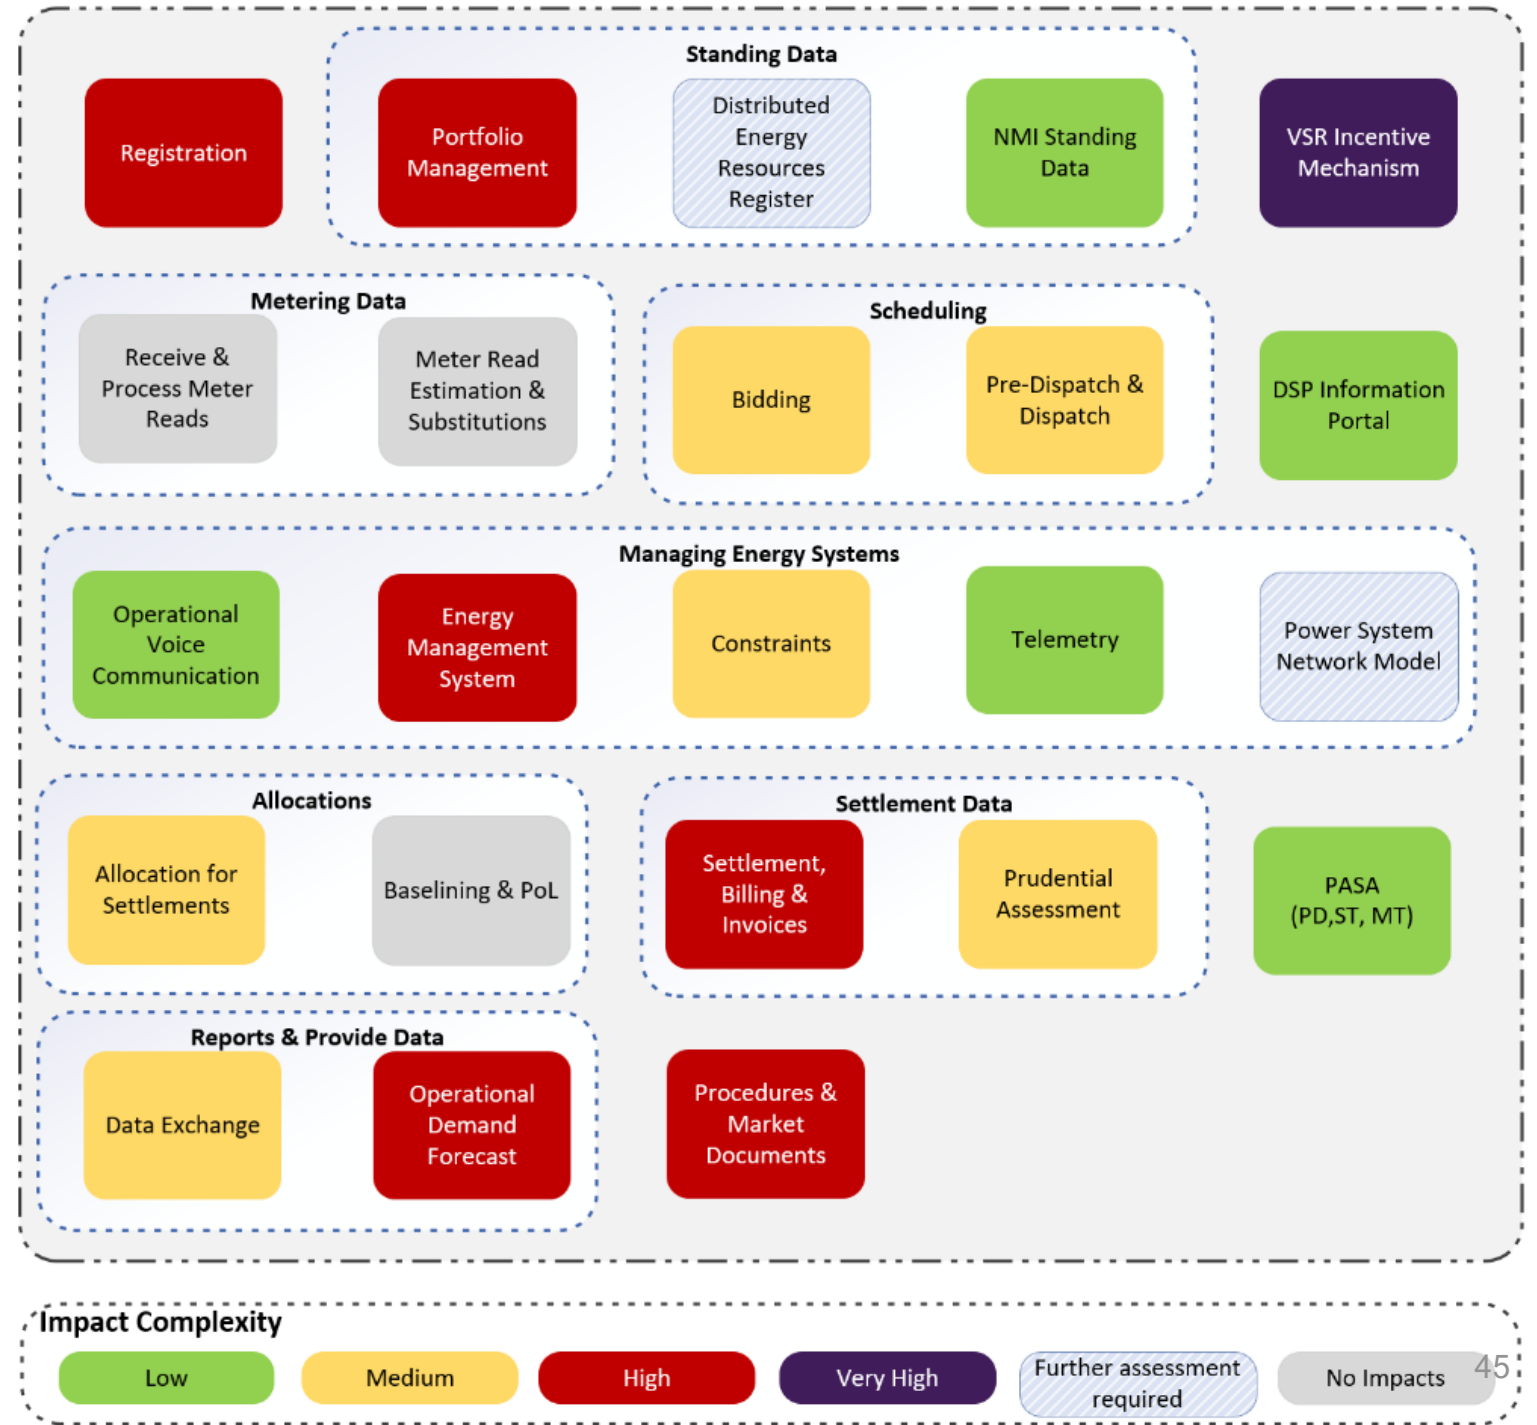 Standing Data
Registration
Portfolio
Management
Distributed
Energy
Resources
Register
NMI Standing
Data
VSR Incentive
Mechanism
Metering Data
Receive &
Process Meter
Reads
Meter Read
Estimation &
Substitutions
Scheduling
Bidding
Pre-Dispatch &
Dispatch
DSP Information
Portal
Managing Energy Systems
Operational
Voice
Communication
Energy
Management
System
Constraints
Telemetry
Power System
Network Model
Allocations
Allocation for
Settlements
Baselining & PoL
Settlement Data
Settlement,
Billing &
Invoices
Prudential
Assessment
PASA
(PD,ST, MT)
Reports & Provide Data
Data Exchange
Operational
Demand
Forecast
Procedures &
Market
Documents
Impact Complexity
Low
Medium
High
Very High
Further assessment
required
No Impacts
45